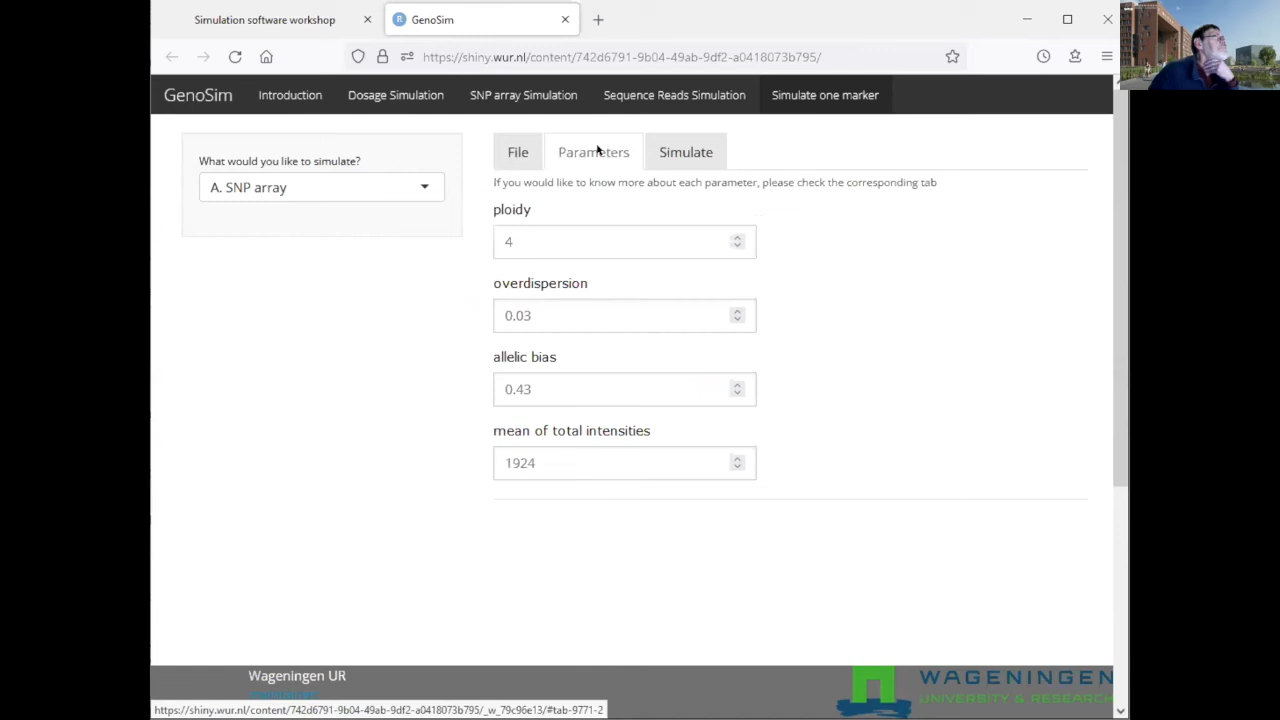 Simulation software workshop
GenoSim
https://shiny.wur.nl/content/742d6791-9b04-49ab-9df2-a0418073b795/
GenoSim
Introduction
Dosage Simulation
SNP array Simulation
Sequence Reads Simulation
Simulate one marker
What would you like to simulate?
A. SNP array
File
Parameters
Simulate
If you would like to know more about each parameter, please check the corresponding tab
ploidy
4
overdispersion
0.03
allelic bias
0.43
mean of total intensities
1924
Wageningen UR
WAGENINGEN
UNIVERSITY & RESEARCH
https://shiny.wur.nl/content/742d6791-9b04-49ab-9df2-a0418073b795/_w_79c96e13/#tab-9771-2